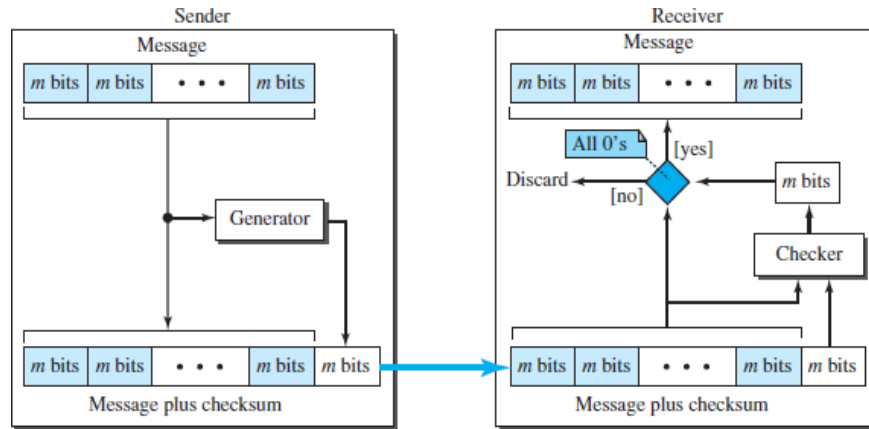 Sender
Message
m bits m bits • • • m bits
Generator
m bits m bits • • • m bits m bits
Message plus checksum
Receiver
Message
m bits m bits • • • m bits
All 0's
[yes]
Discard
[no]
m bits
Checker
m bits m bits • • • m bits m bits
Message plus checksum